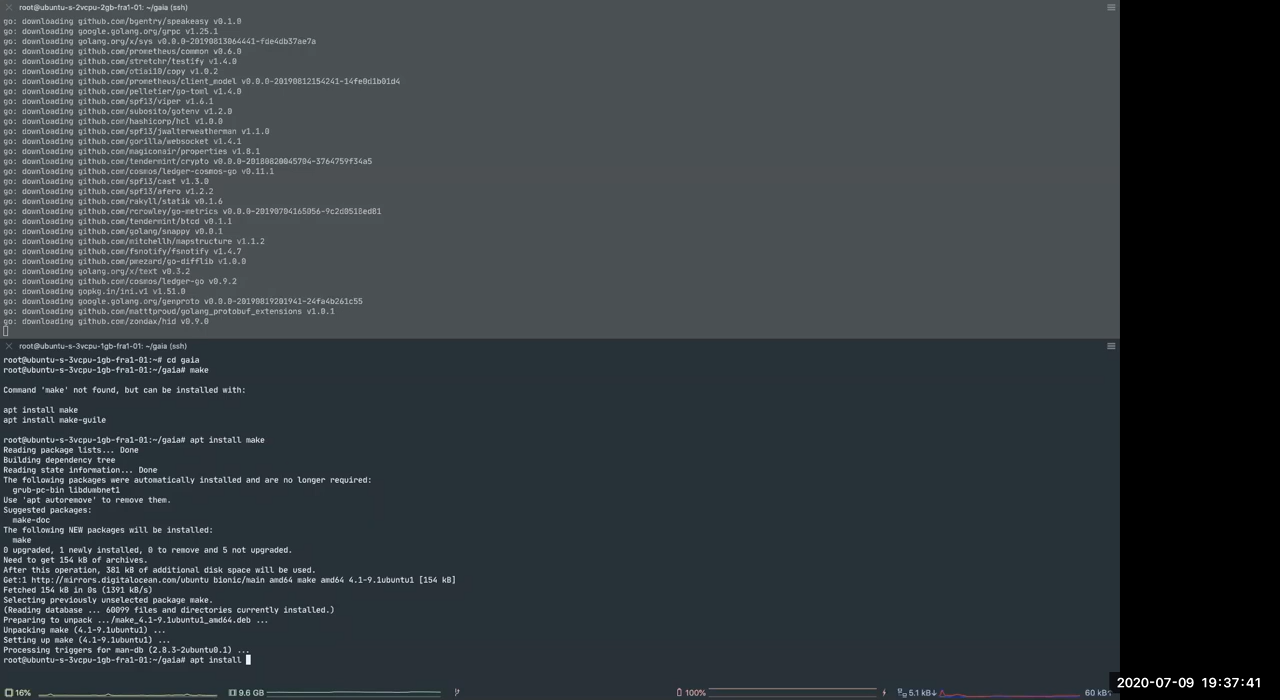 root@ubuntu-s-2vcpu-2gb-fra1-01: ~/gaia (ssh)
go: downloading github.com/bgentry/speakeasy v0.1.0
go: downloading google.golang.org/grpc v1.25.1
go: downloading golang.org/x/sys v0.0.0-20190813064441-fde4db37ae7a
go: downloading github.com/prometheus/common v0.6.0
go: downloading github.com/stretchr/testify v1.4.0
go: downloading github.com/otiai10/copy v1.0.2
go: downloading github.com/prometheus/client_model v0.0.0-20190812154241-14fe0d1b01d4
go: downloading github.com/pelletier/go-toml v1.4.0
go: downloading github.com/spf13/viper v1.6.1
go: downloading github.com/subosito/gotenv v1.2.0
go: downloading github.com/hashicorp/hcl v1.0.0
go: downloading github.com/spf13/jwalterweatherman v1.1.0
go: downloading github.com/gorilla/websocket v1.4.1
go: downloading github.com/magiconair/properties v1.8.1
go: downloading github.com/tendermint/crypto v0.0.0-20180820045704-3764759f34a5
go: downloading github.com/cosmos/ledger-cosmos-go v0.11.1
go: downloading github.com/spf13/cast v1.3.0
go: downloading github.com/spf13/afero v1.2.2
go: downloading github.com/rakyll/statik v0.1.6
go: downloading github.com/rcrowley/go-metrics v0.0.0-20190704165056-9c2d0518ed81
go: downloading github.com/tendermint/btcd v0.1.1
go: downloading github.com/golang/snappy v0.0.1
go: downloading github.com/mitchellh/mapstructure v1.1.2
go: downloading github.com/fsnotify/fsnotify v1.4.7
go: downloading github.com/pmezard/go-difflib v1.0.0
go: downloading golang.org/x/text v0.3.2
go: downloading github.com/cosmos/ledger-go v0.9.2
go: downloading gopkg.in/ini.v1 v1.51.0
go: downloading google.golang.org/genproto v0.0.0-20190819201941-24fa4b261c55
go: downloading github.com/matttproud/golang_protobuf_extensions v1.0.1
go: downloading github.com/zondax/hid v0.9.0
root@ubuntu-s-3vcpu-1gb-fra1-01: ~/gaia (ssh)
root@ubuntu-s-3vcpu-1gb-fra1-01:~# cd gaia
root@ubuntu-s-3vcpu-1gb-fra1-01:~/gaia# make
Command 'make' not found, but can be installed with:
apt install make
apt install make-guile
root@ubuntu-s-3vcpu-1gb-fra1-01:~/gaia# apt install make
Reading package lists... Done
Building dependency tree
Reading state information... Done
The following packages were automatically installed and are no longer required:
grub-pc-bin libdumbnet1
Use 'apt autoremove' to remove them.
Suggested packages:
make-doc
The following NEW packages will be installed:
make
0 upgraded, 1 newly installed, 0 to remove and 5 not upgraded.
Need to get 154 kB of archives.
After this operation, 381 kB of additional disk space will be used.
Get:1 http://mirrors.digitalocean.com/ubuntu bionic/main amd64 make amd64 4.1-9.1ubuntu1 [154 kB]
Fetched 154 kB in 0s (1391 kB/s)
Selecting previously unselected package make.
(Reading database ... 60099 files and directories currently installed.)
Preparing to unpack .../make_4.1-9.1ubuntu1_amd64.deb ...
Unpacking make (4.1-9.1ubuntu1) ...
Setting up make (4.1-9.1ubuntu1) ...
Processing triggers for man-db (2.8.3-2ubuntu0.1) ...
root@ubuntu-s-3vcpu-1gb-fra1-01:~/gaia# apt install
16% 9.6 GB 100% 5.1 kB↓ 60 kB↑
2020-07-09 19:37:41